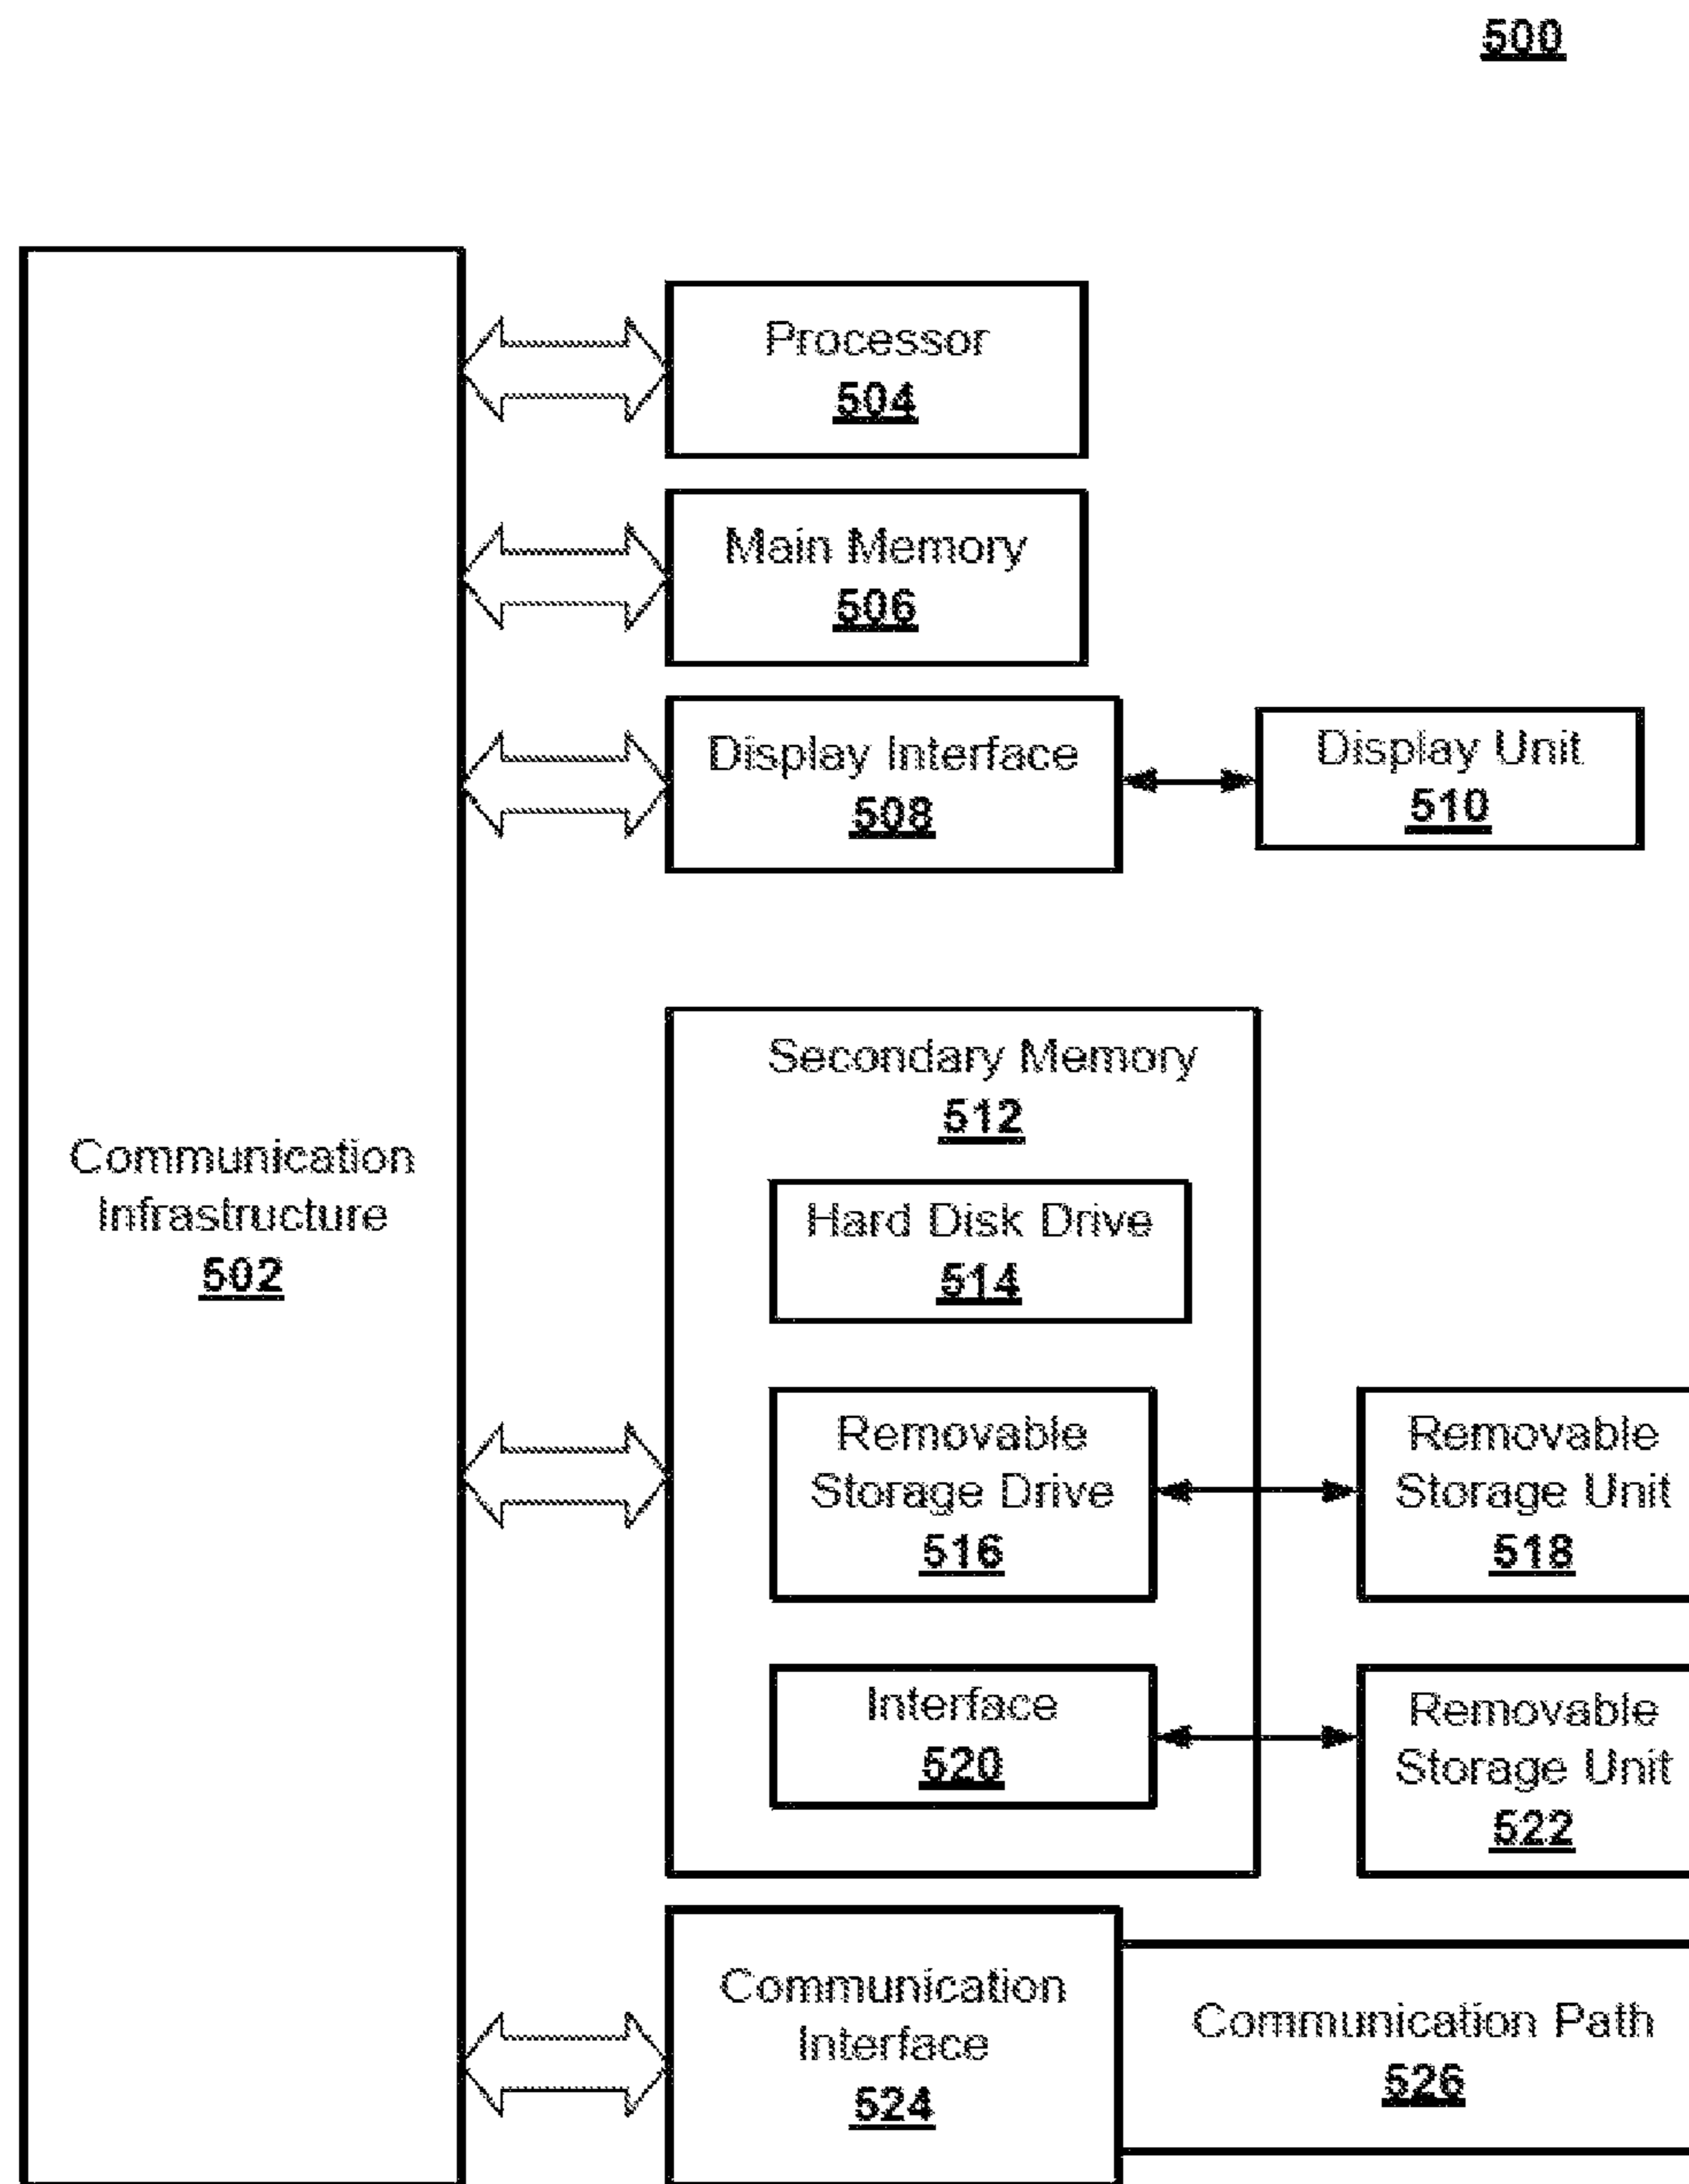 500
Processor
504
Main Memory
506
Display Interface
508
Display Unit
510
Secondary Memory
512
Communication
Infrastructure
502
Hard Disk Drive
514
Removable
Storage Drive
516
Removable
Storage Unit
518
Interface
520
Removable
Storage Unit
522
Communication
Interface
524
Communication Path
526